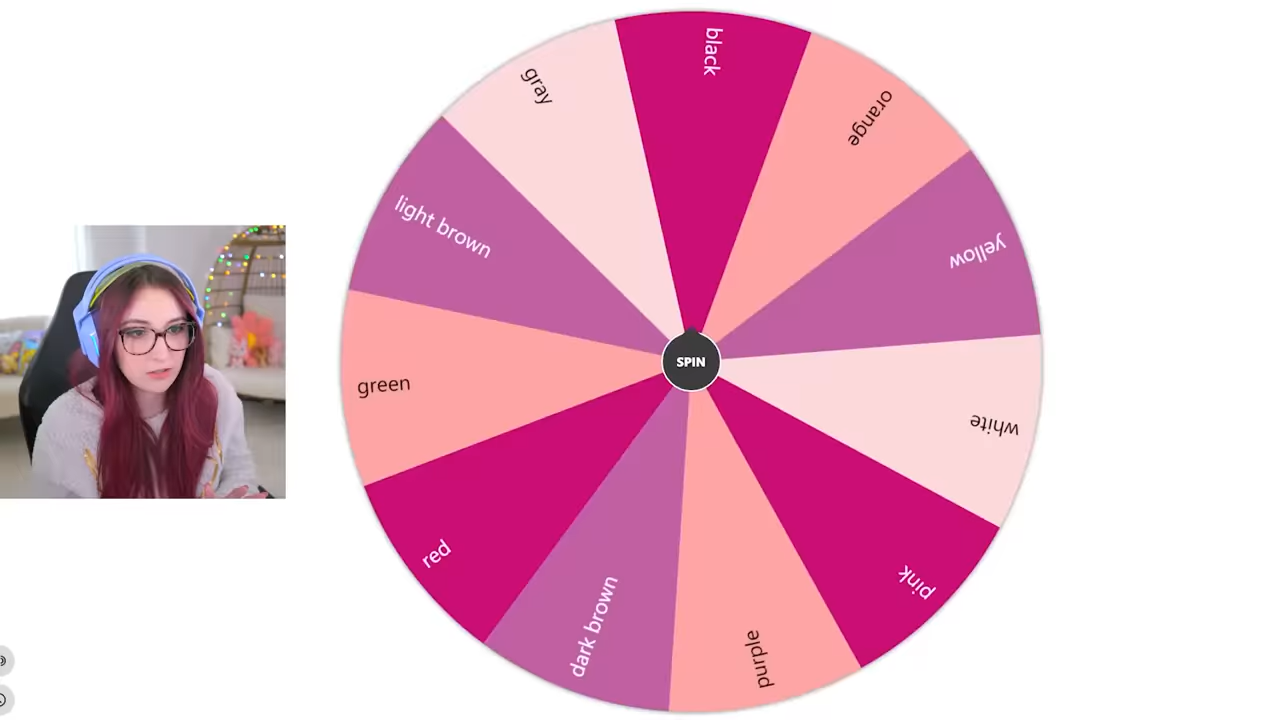 black
orange
yellow
white
pink
purple
dark brown
red
green
light brown
gray
SPIN